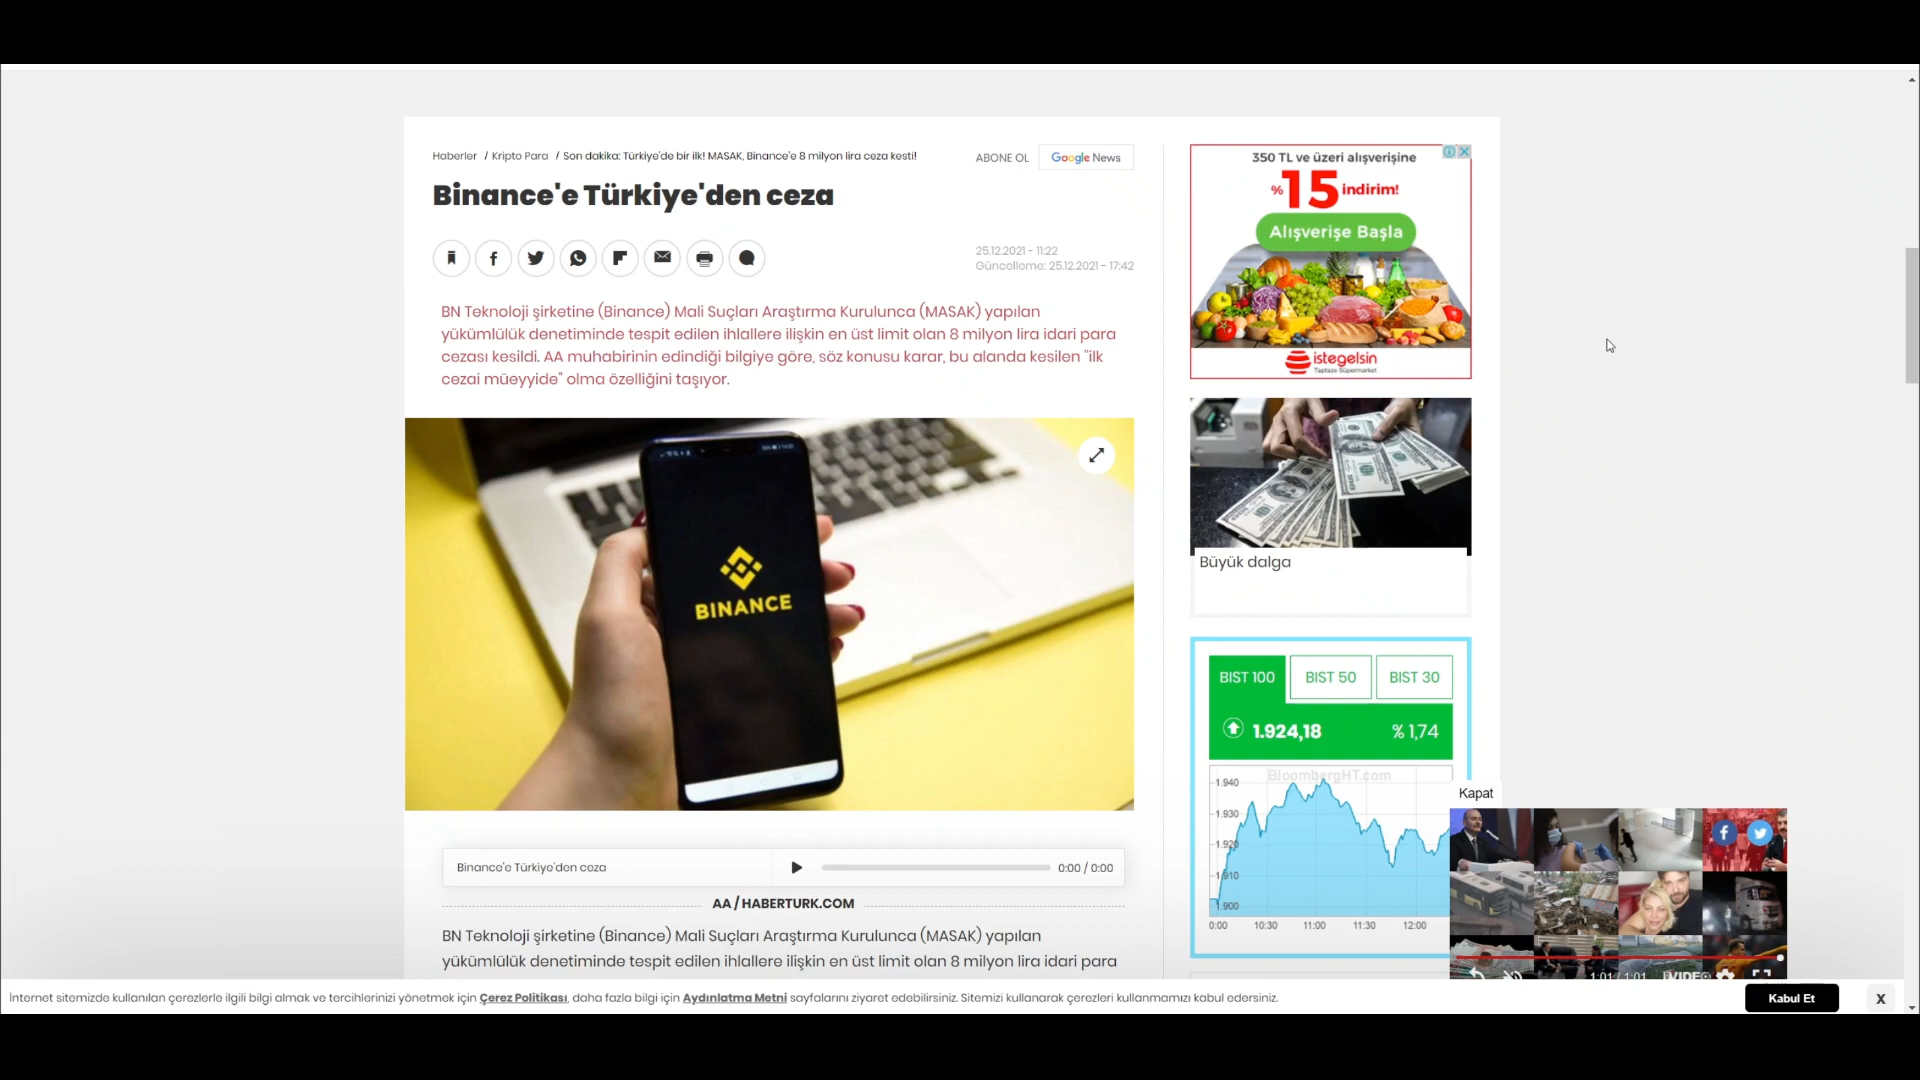 Haberler / Kripto Para / Son dakika: Türkiye'de bir ilk! MASAK, Binance'e 8 milyon lira ceza kesti!
ABONE OL Google News
Binance'e Türkiye'den ceza
25.12.2021 - 11:22
Güncelleme: 25.12.2021 - 17:42
BN Teknoloji şirketine (Binance) Mali Suçları Araştırma Kurulunca (MASAK) yapılan
yükümlülük denetiminde tespit edilen ihlallere ilişkin en üst limit olan 8 milyon lira idari para
cezası kesildi. AA muhabirinin edindiği bilgiye göre, söz konusu karar, bu alanda kesilen "ilk
cezai müeyyide" olma özelliğini taşıyor.
BINANCE
Binance'e Türkiye'den ceza
0:00 / 0:00
AA / HABERTURK.COM
BN Teknoloji şirketine (Binance) Mali Suçları Araştırma Kurulunca (MASAK) yapılan
yükümlülük denetiminde tespit edilen ihlallere ilişkin en üst limit olan 8 milyon lira idari para
350 TL ve üzeri alışverişine
%15 indirim!
Alışverişe Başla
istegelsin
Taptaze Süpermarket
Büyük dalga
BIST 100 BIST 50 BIST 30
1.924,18 % 1,74
BloombergHT.com
1.940
1.930
1.920
1.910
1.900
0:00 10:30 11:00 11:30 12:00
Kapat
1:01 / 1:01
İnternet sitemizde kullanılan çerezlerle ilgili bilgi almak ve tercihlerinizi yönetmek için Çerez Politikası, daha fazla bilgi için Aydınlatma Metni sayfalarını ziyaret edebilirsiniz. Sitemizi kullanarak çerezleri kullanmamızı kabul edersiniz.
Kabul Et
X